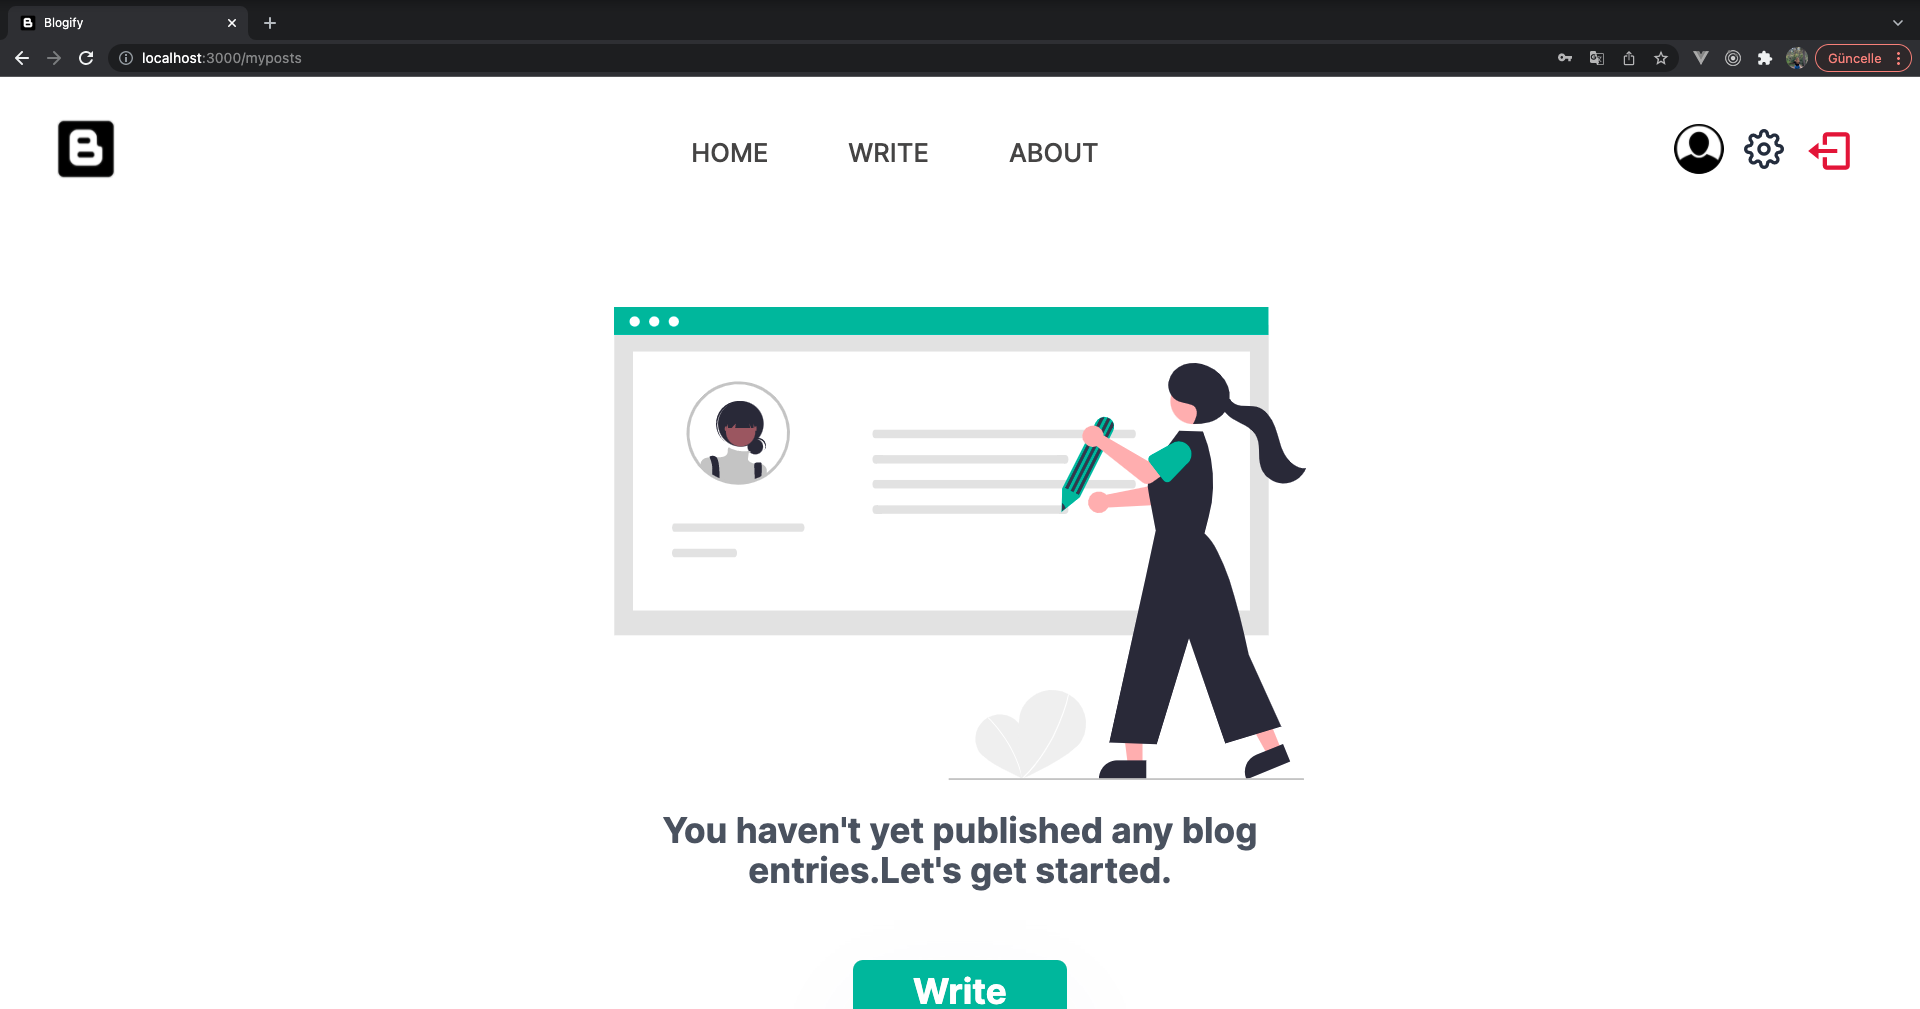 Blogify
localhost:3000/myposts
Güncelle
B
HOME WRITE ABOUT
You haven't yet published any blog
entries.Let's get started.
Write